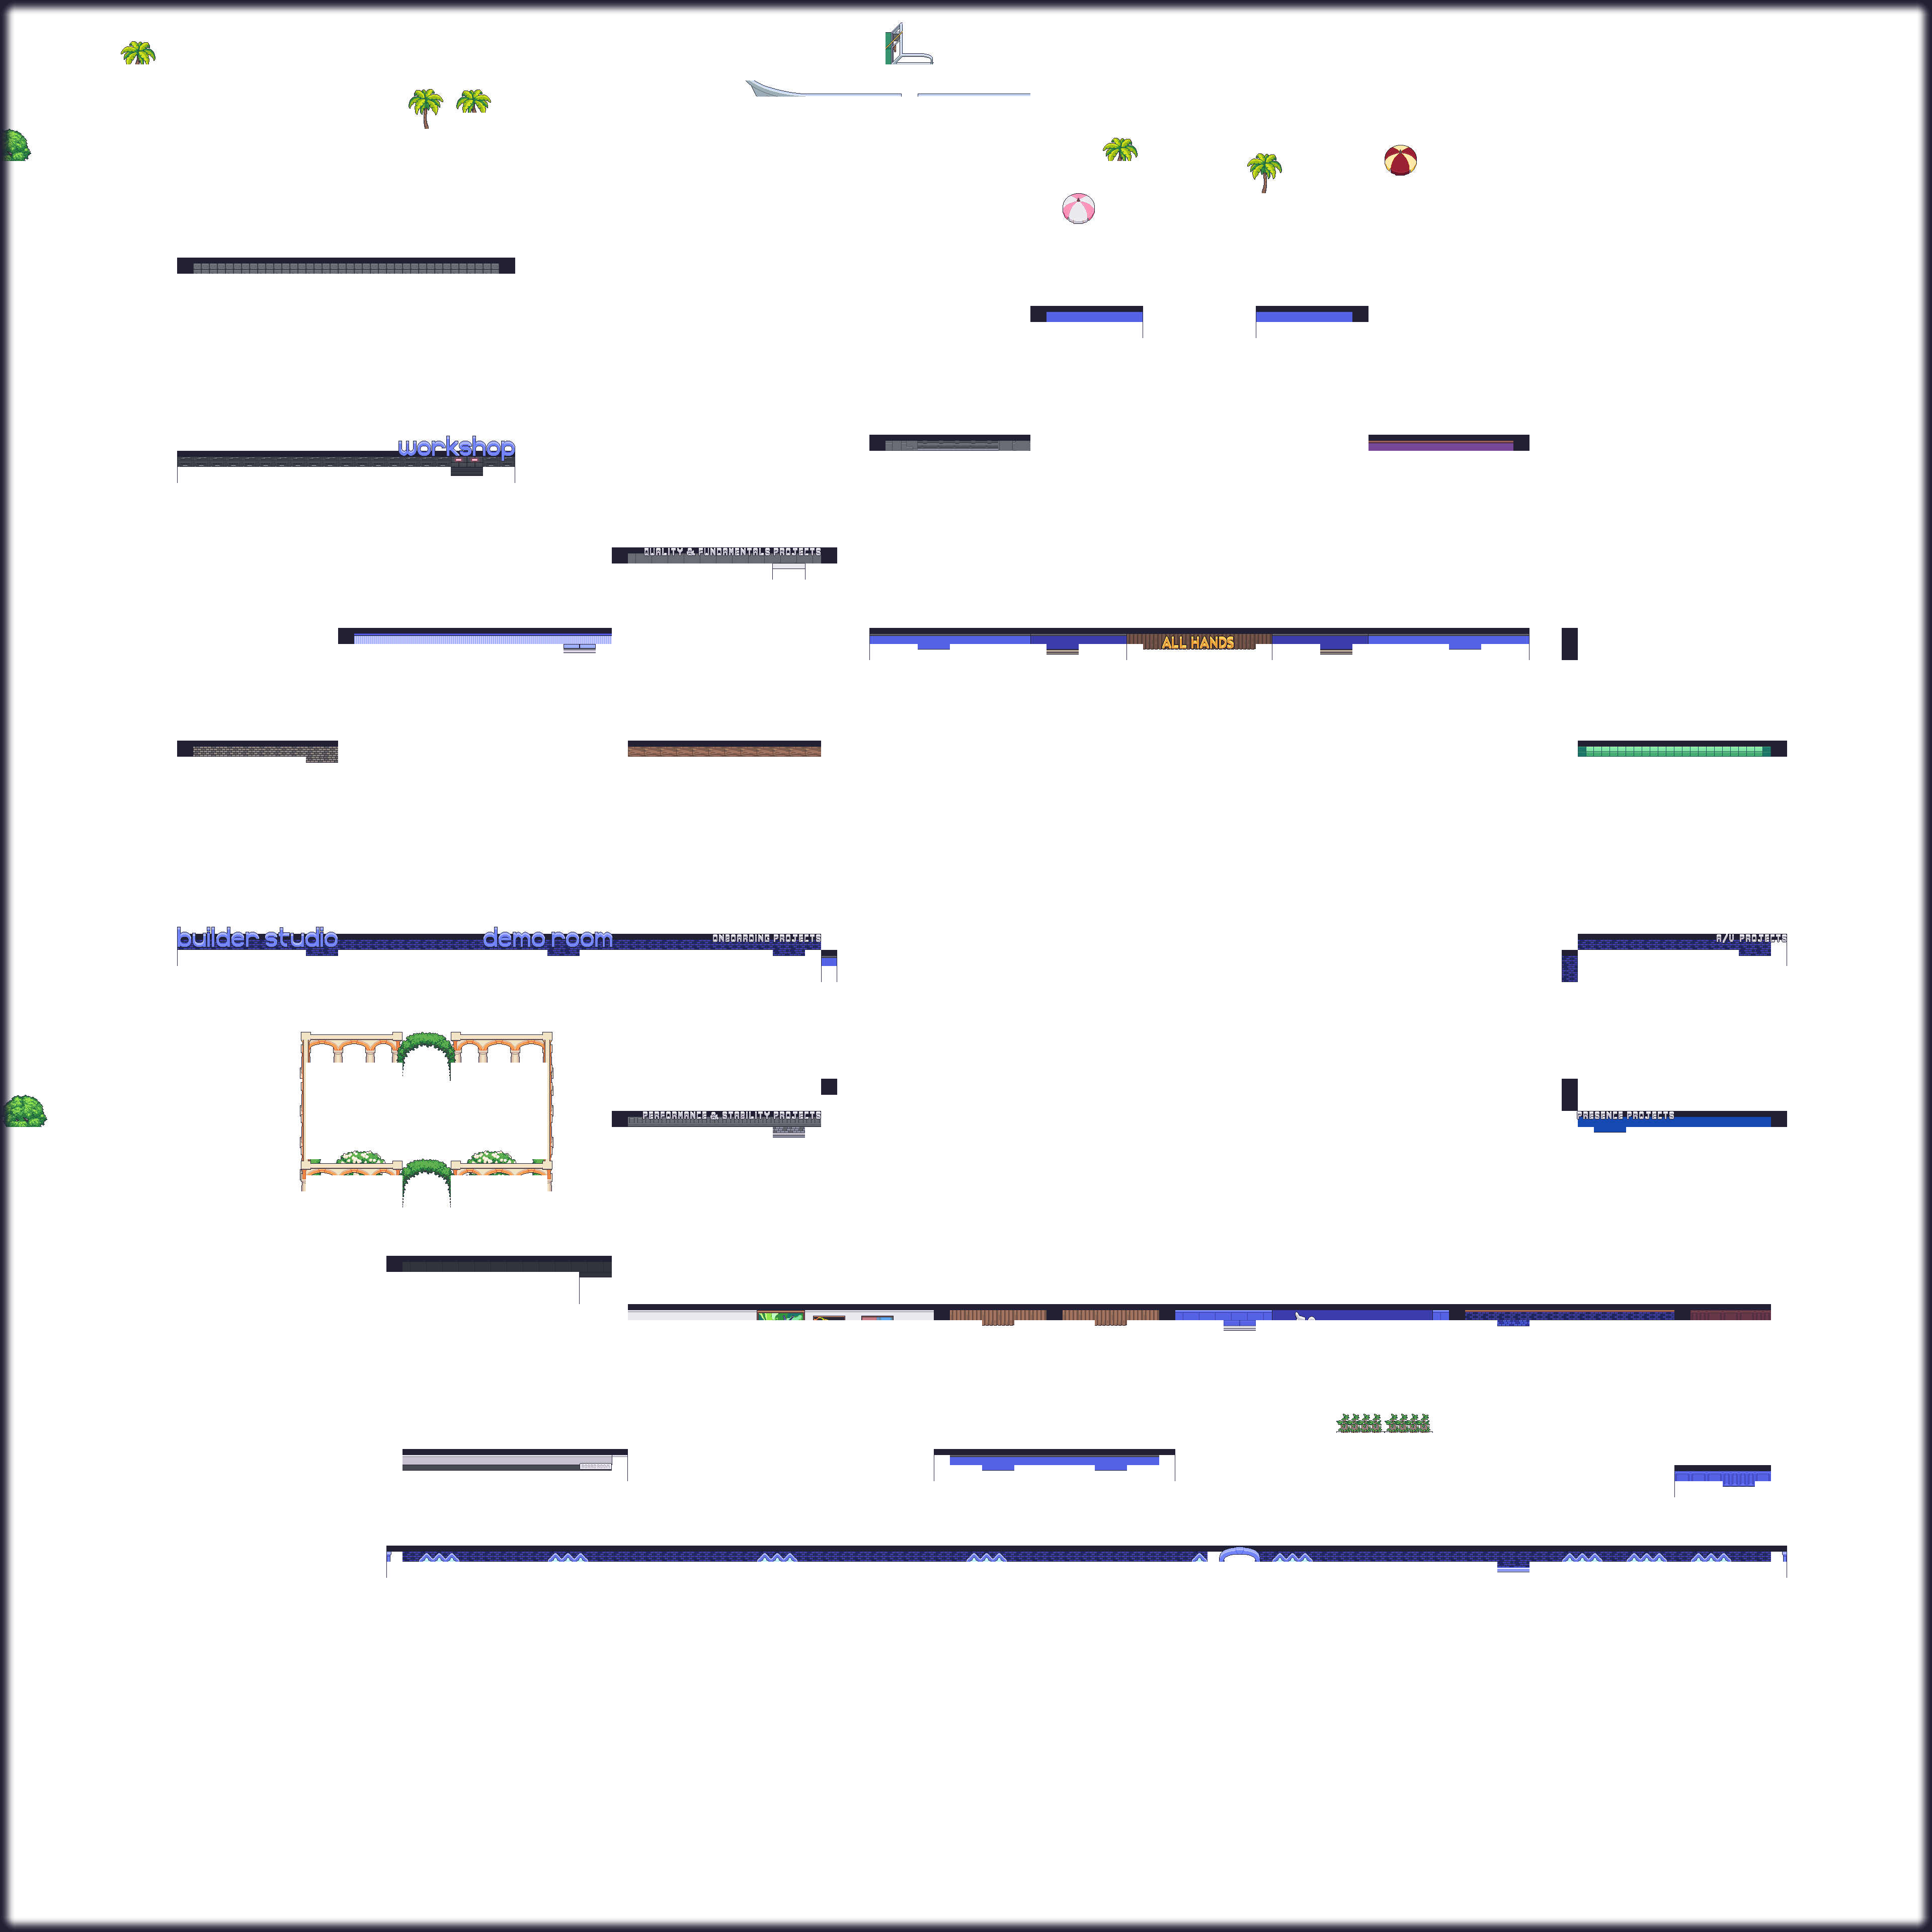 workshop
QUALITY & FUNDAMENTALS PROJECTS
ALL HANDS
builder studio
demo room
ONBOARDING PROJECTS
A/V PROJECTS
PERFORMANCE & STABILITY PROJECTS
PRESENCE PROJECTS